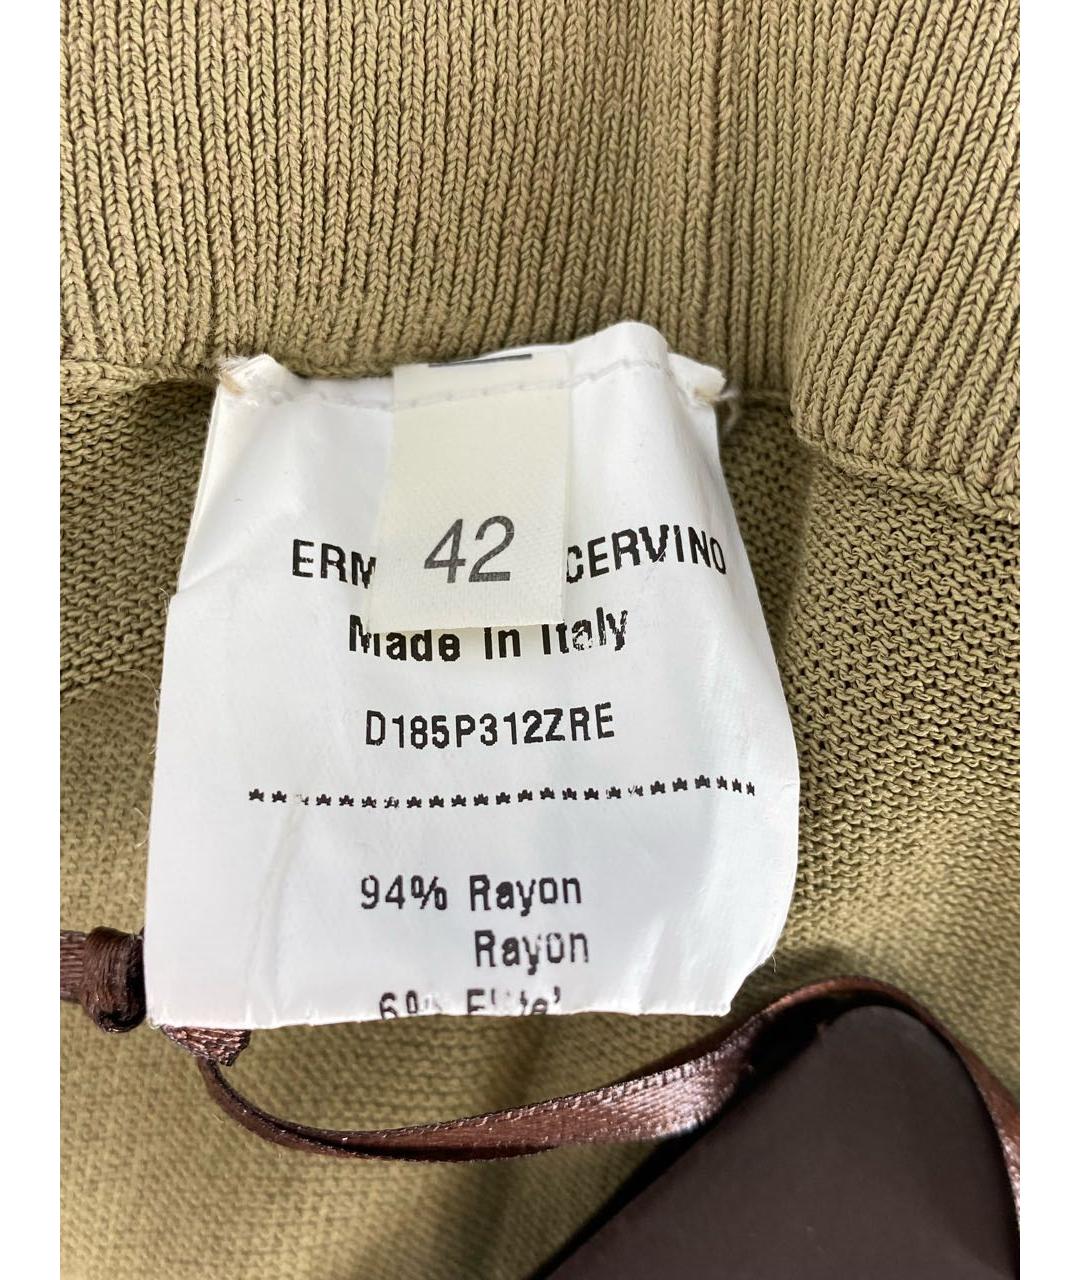 42
ERM CERVINO
Made In Italy
D185P312ZRE
***********************
94% Rayon
Rayon